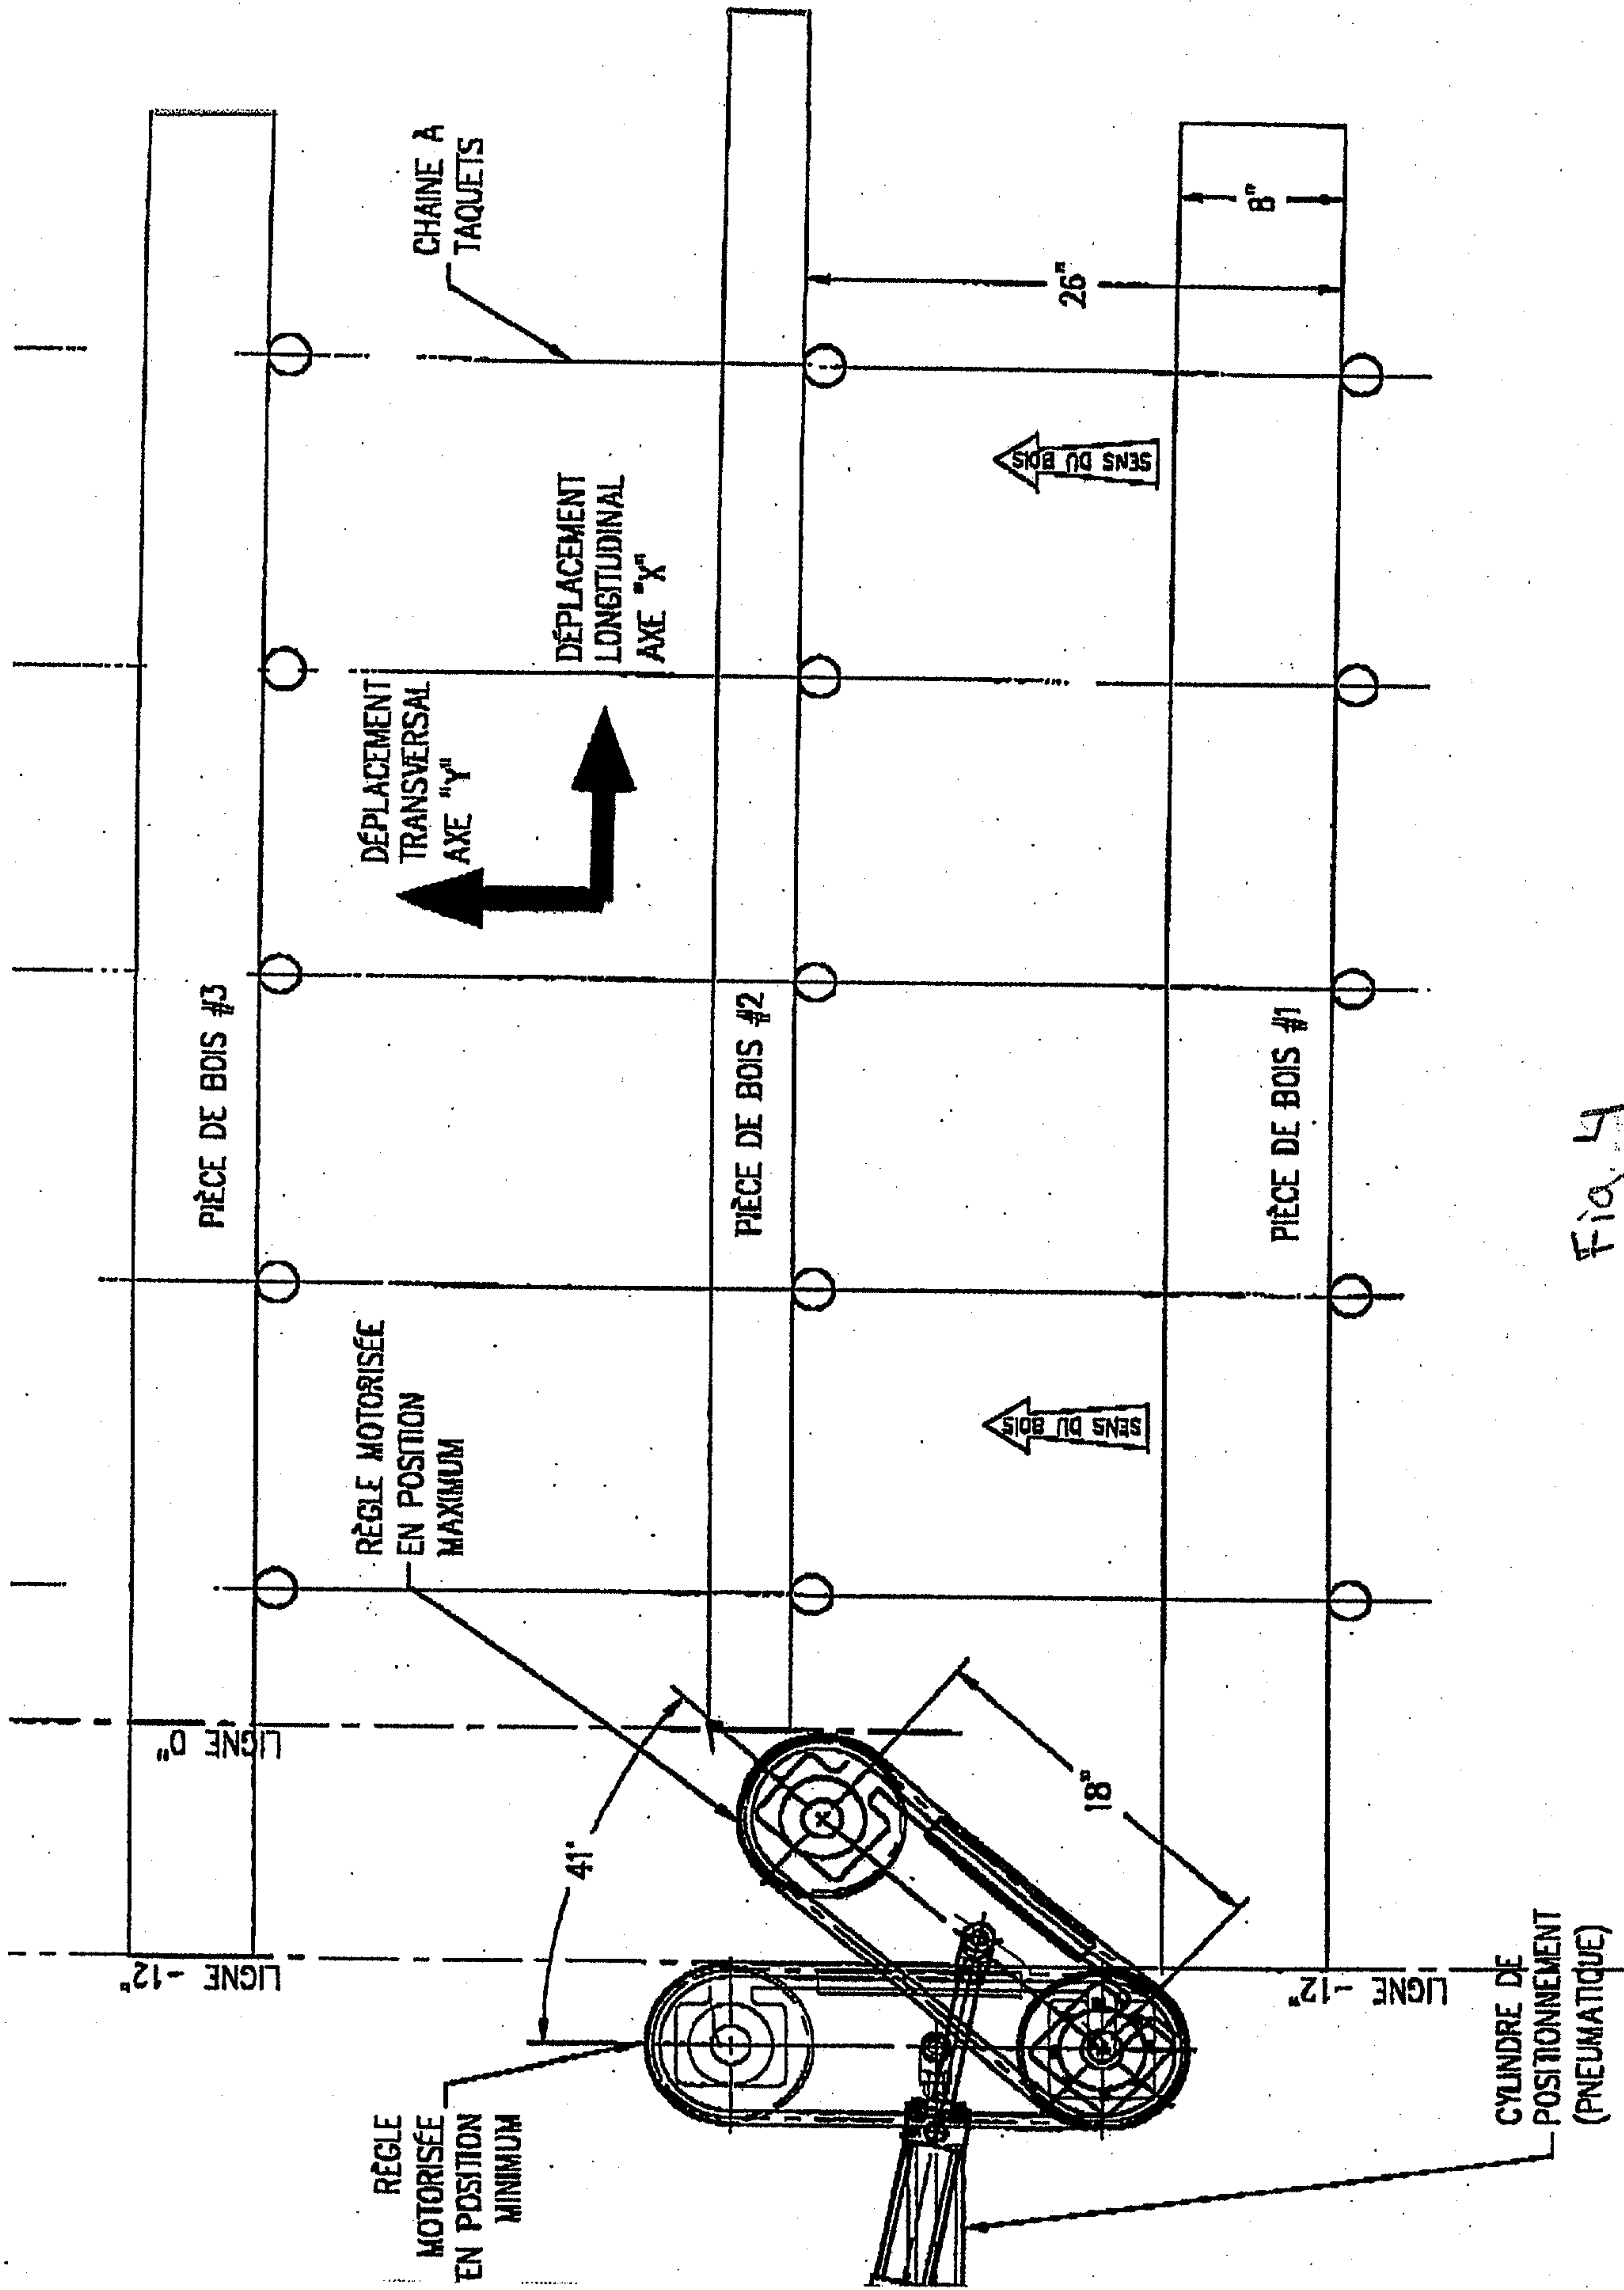 PIÈCE DE BOIS #3
CHAINE À
TAQUETS
DÉPLACEMENT
TRANSVERSAL
AXE "Y"
DÉPLACEMENT
LONGITUDINAL
AXE "X"
PIÈCE DE BOIS #2
PIÈCE DE BOIS #1
26"
8"
SENS DU BOIS
SENS DU BOIS
RÈGLE MOTORISÉE
EN POSITION
MAXIMUM
LIGNE 0"
LIGNE -12"
41°
18"
RÈGLE
MOTORISÉE
EN POSITION
MINIMUM
LIGNE -12"
CYLINDRE DE
POSITIONNEMENT
(PNEUMATIQUE)
Fig 4